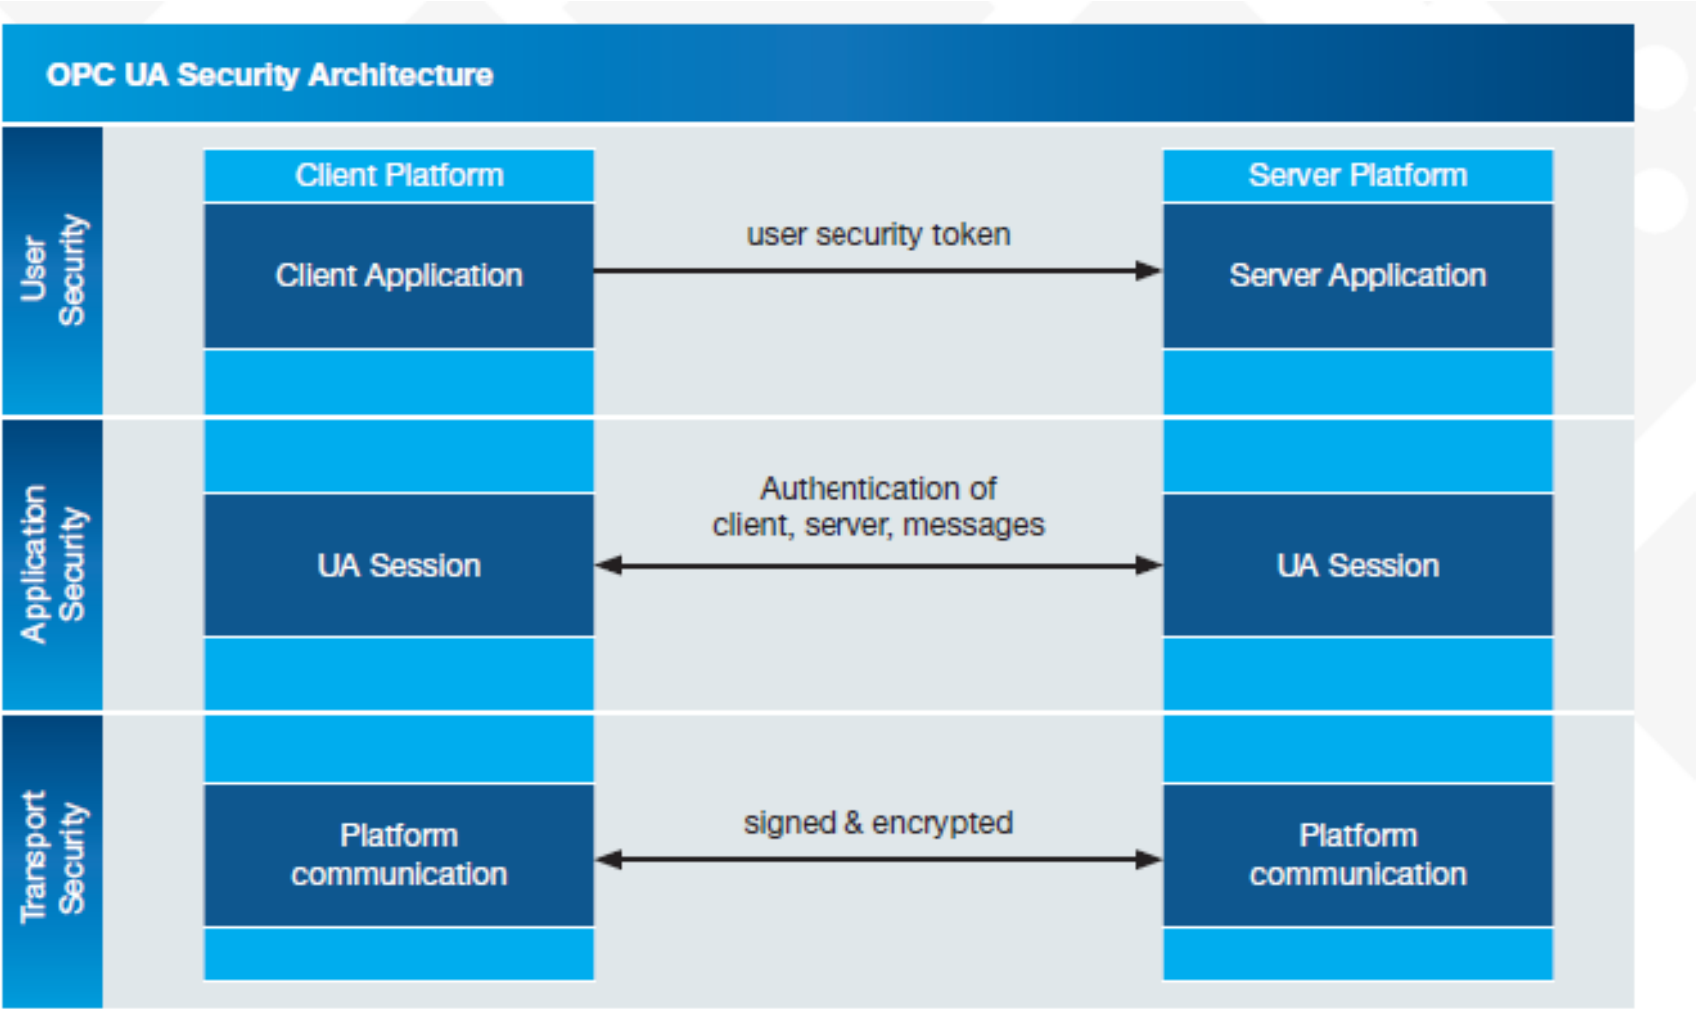 OPC UA Security Architecture
User
Security
Client Platform
Client Application
user security token
Server Platform
Server Application
Application
Security
UA Session
Authentication of
client, server, messages
UA Session
Transport
Security
Platform
communication
signed & encrypted
Platform
communication